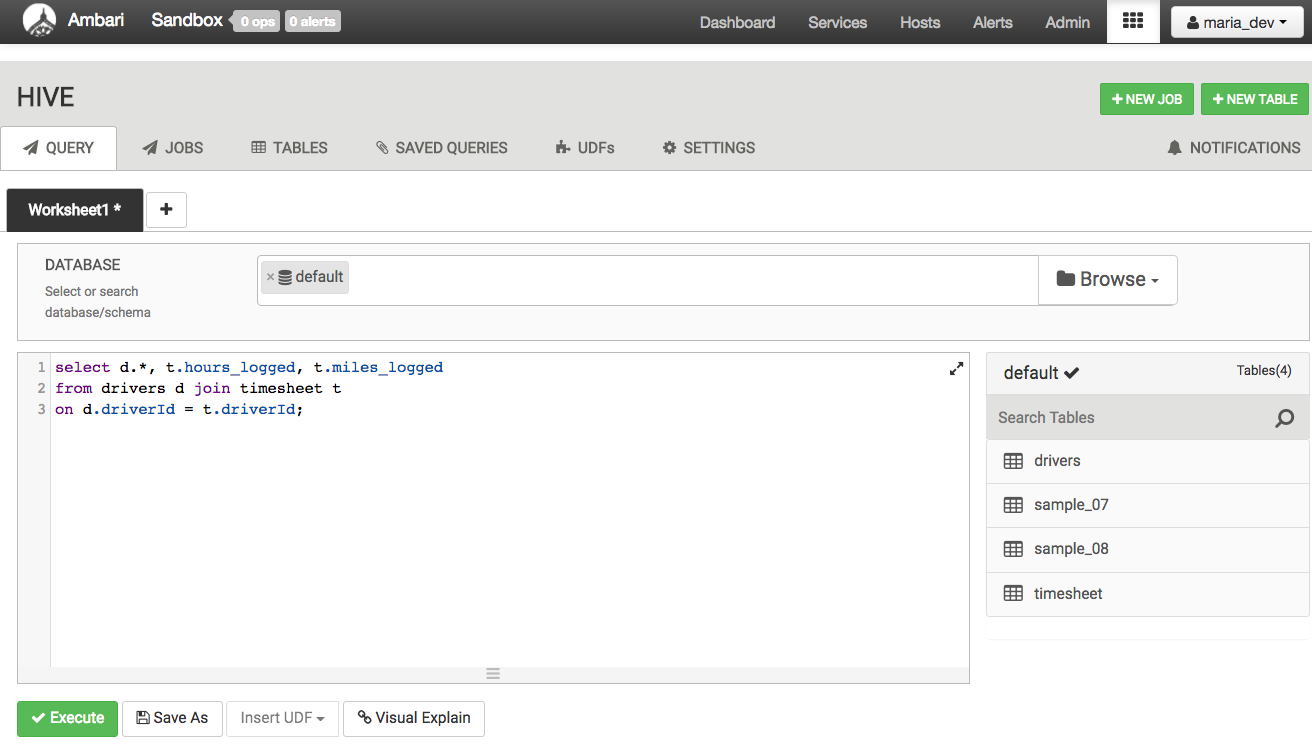 Ambari Sandbox 0 ops 0 alerts Dashboard Services Hosts Alerts Admin maria_dev
HIVE
NEW JOB NEW TABLE
QUERY JOBS TABLES SAVED QUERIES UDFs SETTINGS NOTIFICATIONS
Worksheet1 * +
DATABASE
Select or search
database/schema
× default
Browse
1 select d.*, t.hours_logged, t.miles_logged
2 from drivers d join timesheet t
3 on d.driverId = t.driverId;
default Tables(4)
Search Tables
drivers
sample_07
sample_08
timesheet
Execute Save As Insert UDF Visual Explain